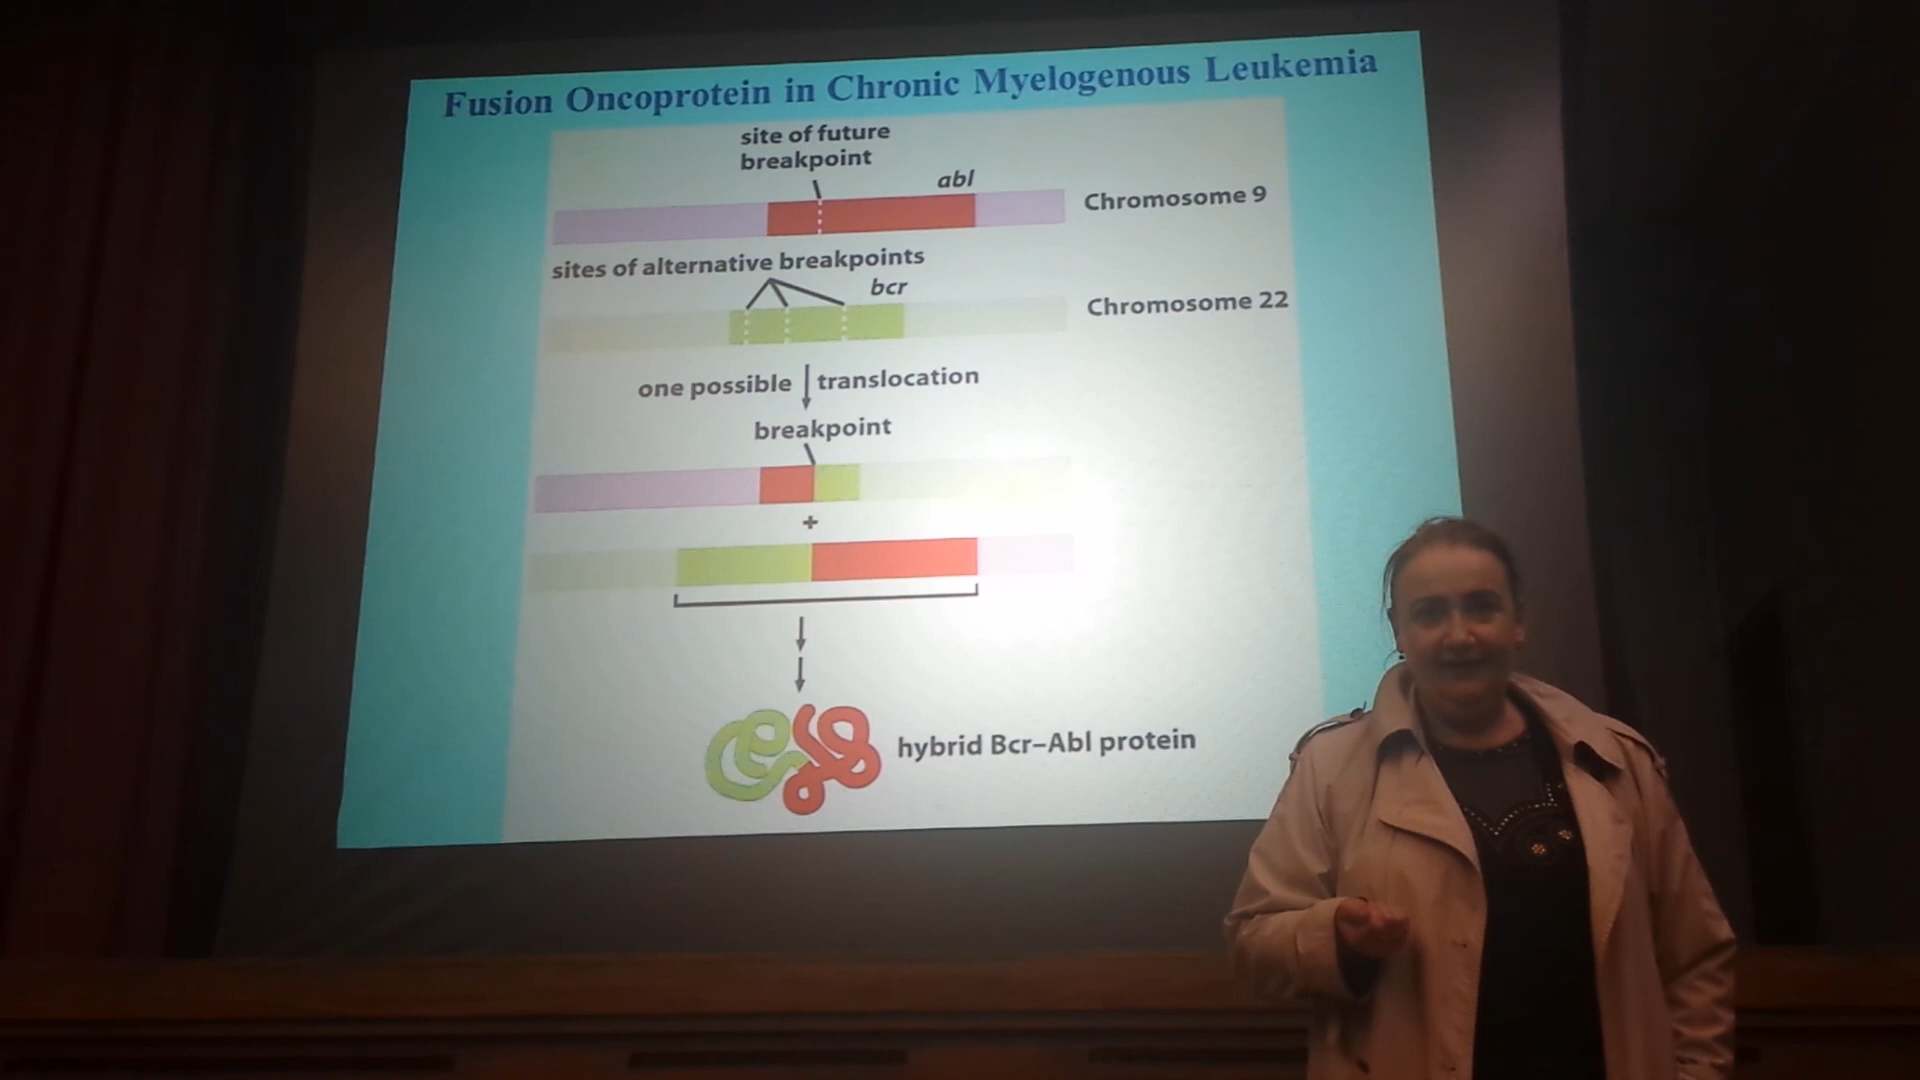 Fusion Oncoprotein in Chronic Myelogenous Leukemia
site of future
breakpoint
abl
Chromosome 9
sites of alternative breakpoints
bcr
Chromosome 22
one possible translocation
breakpoint
+
hybrid Bcr–Abl protein